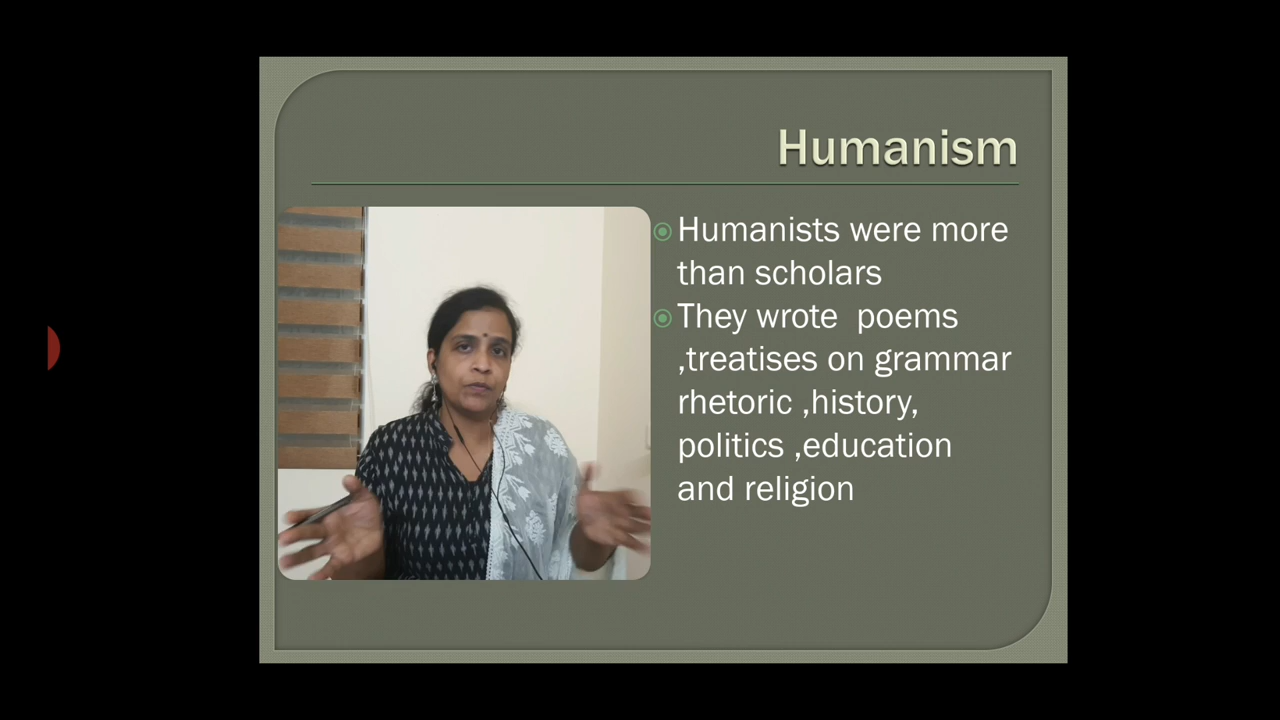 Humanism
Humanists were more
than scholars
They wrote  poems
,treatises on grammar
rhetoric ,history,
politics ,education
and religion